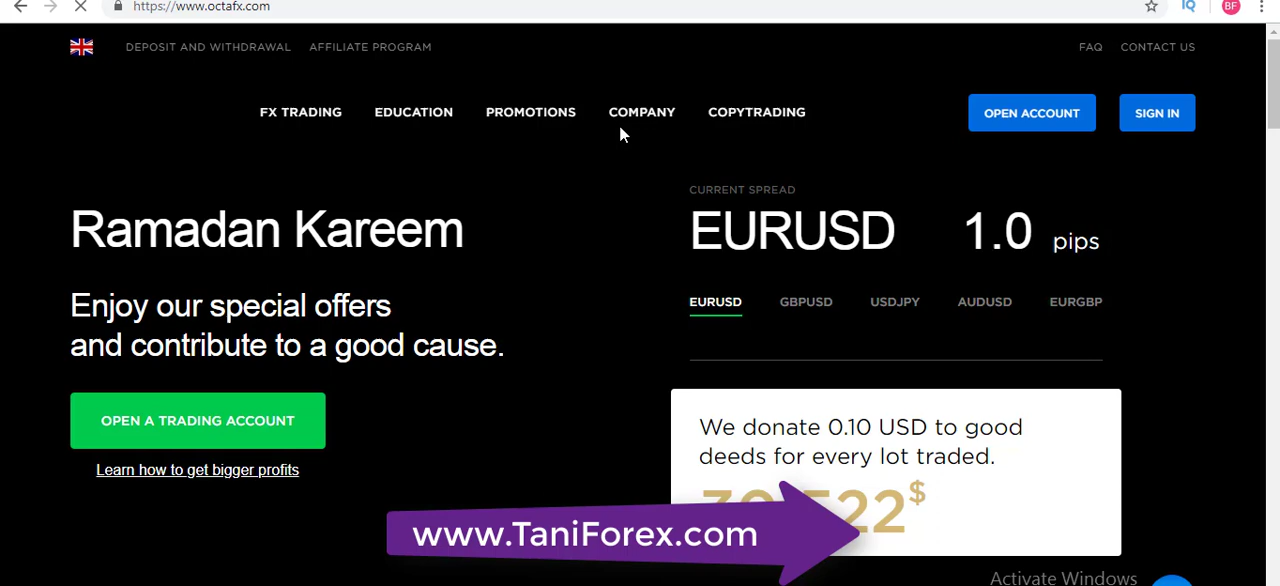 https://www.octafx.com
IQ
BF
DEPOSIT AND WITHDRAWAL AFFILIATE PROGRAM
FAQ CONTACT US
FX TRADING EDUCATION PROMOTIONS COMPANY COPYTRADING
OPEN ACCOUNT SIGN IN
Ramadan Kareem
Enjoy our special offers
and contribute to a good cause.
OPEN A TRADING ACCOUNT
Learn how to get bigger profits
CURRENT SPREAD
EURUSD 1.0 pips
EURUSD GBPUSD USDJPY AUDUSD EURGBP
We donate 0.10 USD to good
deeds for every lot traded.
www.TaniForex.com
Activate Windows